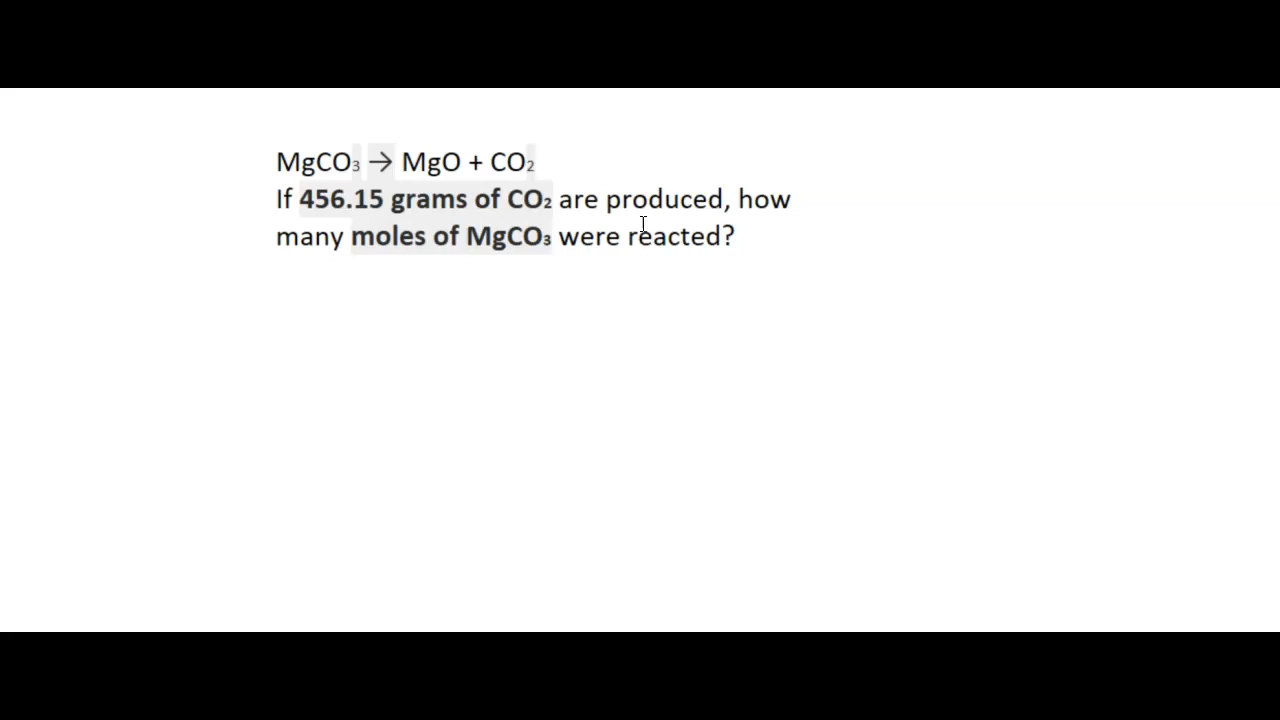 MgCO₃ → MgO + CO₂
If 456.15 grams of CO₂ are produced, how
many moles of MgCO₃ were reacted?